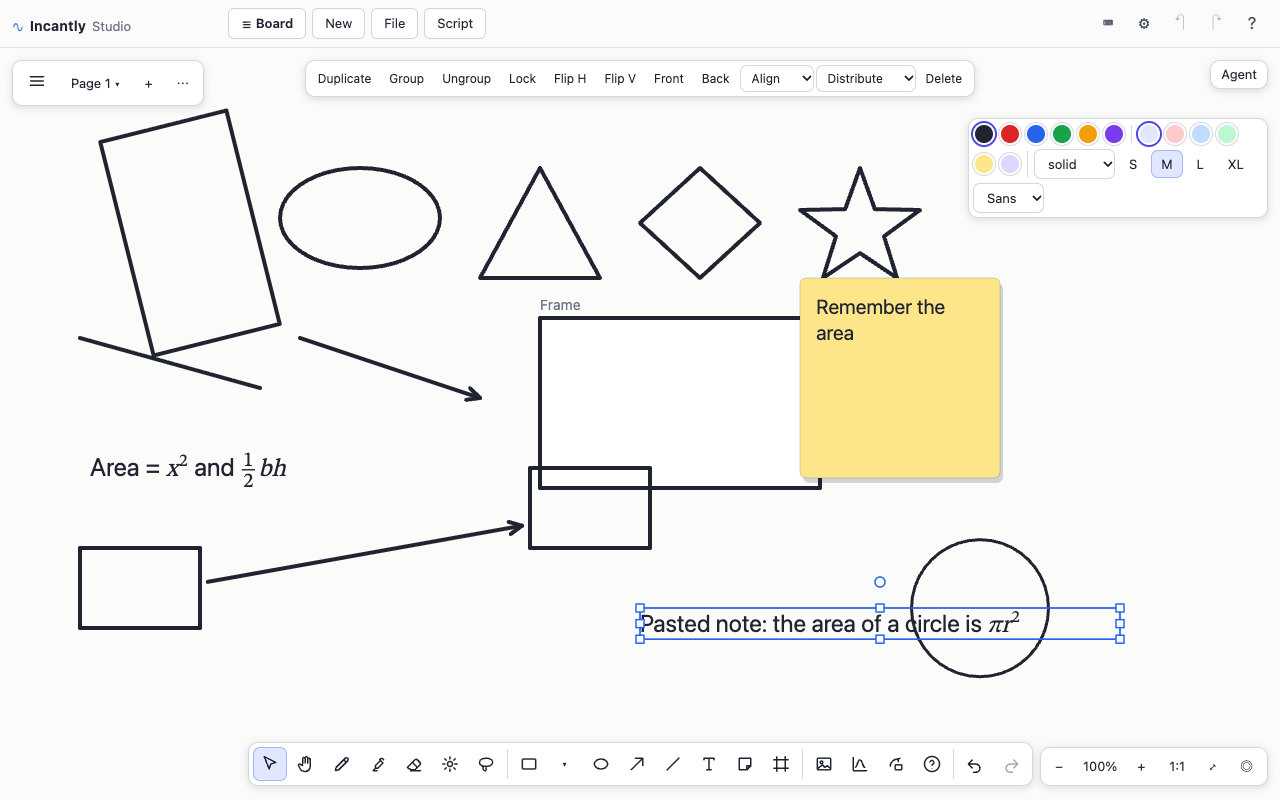 Incantly Studio
≡ Board
New
File
Script
?
Page 1
+
...
Duplicate
Group
Ungroup
Lock
Flip H
Flip V
Front
Back
Align
Distribute
Delete
Agent
solid
S
M
L
XL
Sans
Frame
Remember the
area
Area = x² and 1/2 bh
Pasted note: the area of a circle is πr²
−
100%
+
1:1